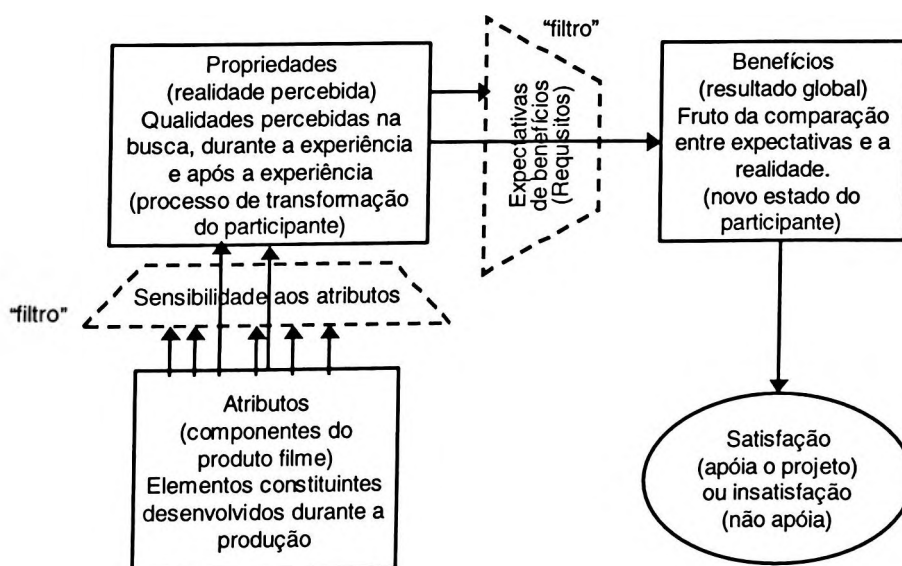 "filtro"
Propriedades
(realidade percebida)
Qualidades percebidas na
busca, durante a experiência
e após a experiência
(processo de transformação
do participante)
Expectativas
de benefícios
(Requisitos)
Benefícios
(resultado global)
Fruto da comparação
entre expectativas e a
realidade.
(novo estado do
participante)
"filtro"
Sensibilidade aos atributos
Atributos
(componentes do
produto filme)
Elementos constituintes
desenvolvidos durante a
produção
Satisfação
(apóia o projeto)
ou insatisfação
(não apóia)